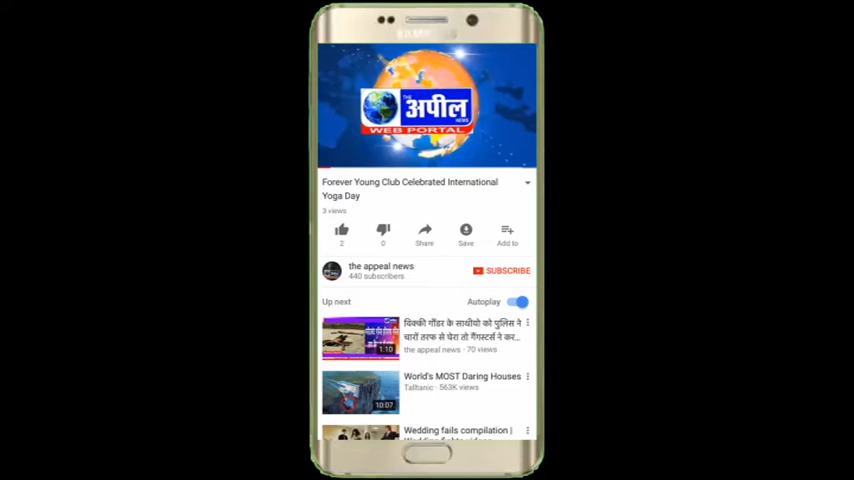 SAMSUNG
THE
अपील
NEWS
WEB PORTAL
Forever Young Club Celebrated International
Yoga Day
3 views
2
0
Share
Save
Add to
the appeal news
440 subscribers
SUBSCRIBE
Up next
Autoplay
विक्की गौंडर के साथीयो को पुलिस ने
चारों तरफ से घेरा तो गैंगस्टर्स ने कर...
the appeal news · 70 views
1:10
World's MOST Daring Houses
Talltanic · 563K views
10:07
Wedding fails compilation |